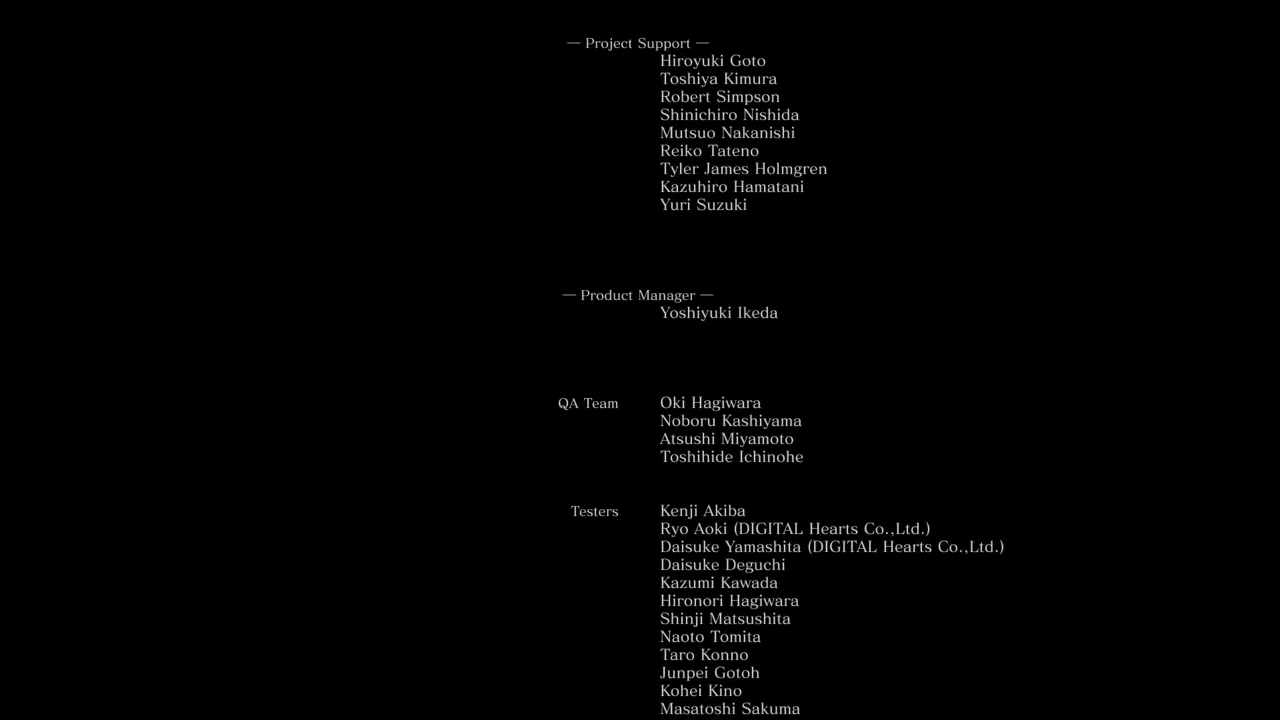 — Project Support —
Hiroyuki Goto
Toshiya Kimura
Robert Simpson
Shinichiro Nishida
Mutsuo Nakanishi
Reiko Tateno
Tyler James Holmgren
Kazuhiro Hamatani
Yuri Suzuki
— Product Manager —
Yoshiyuki Ikeda
QA Team Oki Hagiwara
Noboru Kashiyama
Atsushi Miyamoto
Toshihide Ichinohe
Testers Kenji Akiba
Ryo Aoki (DIGITAL Hearts Co.,Ltd.)
Daisuke Yamashita (DIGITAL Hearts Co.,Ltd.)
Daisuke Deguchi
Kazumi Kawada
Hironori Hagiwara
Shinji Matsushita
Naoto Tomita
Taro Konno
Junpei Gotoh
Kohei Kino
Masatoshi Sakuma